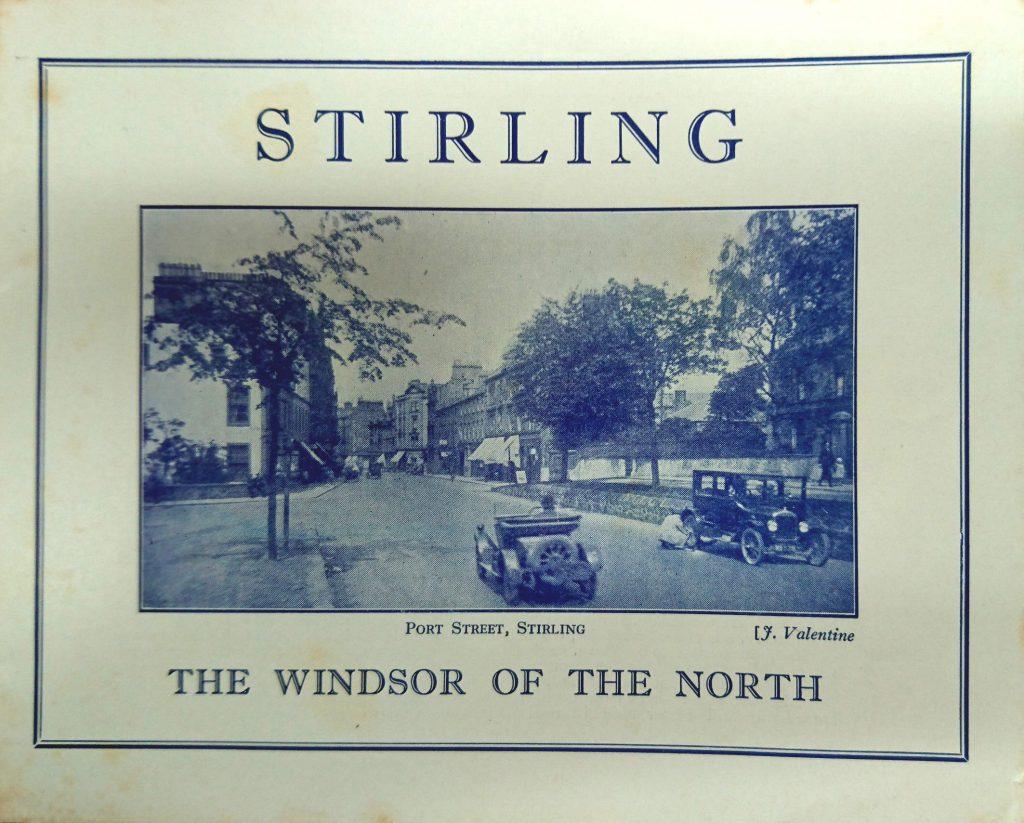 STIRLING
PORT STREET, STIRLING
[J. Valentine
THE WINDSOR OF THE NORTH